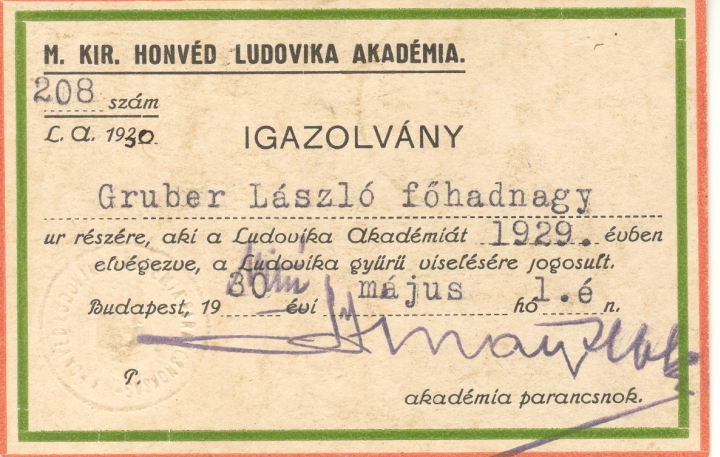 M. KIR. HONVÉD LUDOVIKA AKADÉMIA.
208 szám
L. A. 1930.
IGAZOLVÁNY
Gruber László főhadnagy
ur részére, aki a Ludovika Akadémiát 1929. évben
elvégezve, a Ludovika gyűrű viselésére jogosult.
Budapest, 1930 évi május hó 1.é n.
P.
akadémia parancsnok.